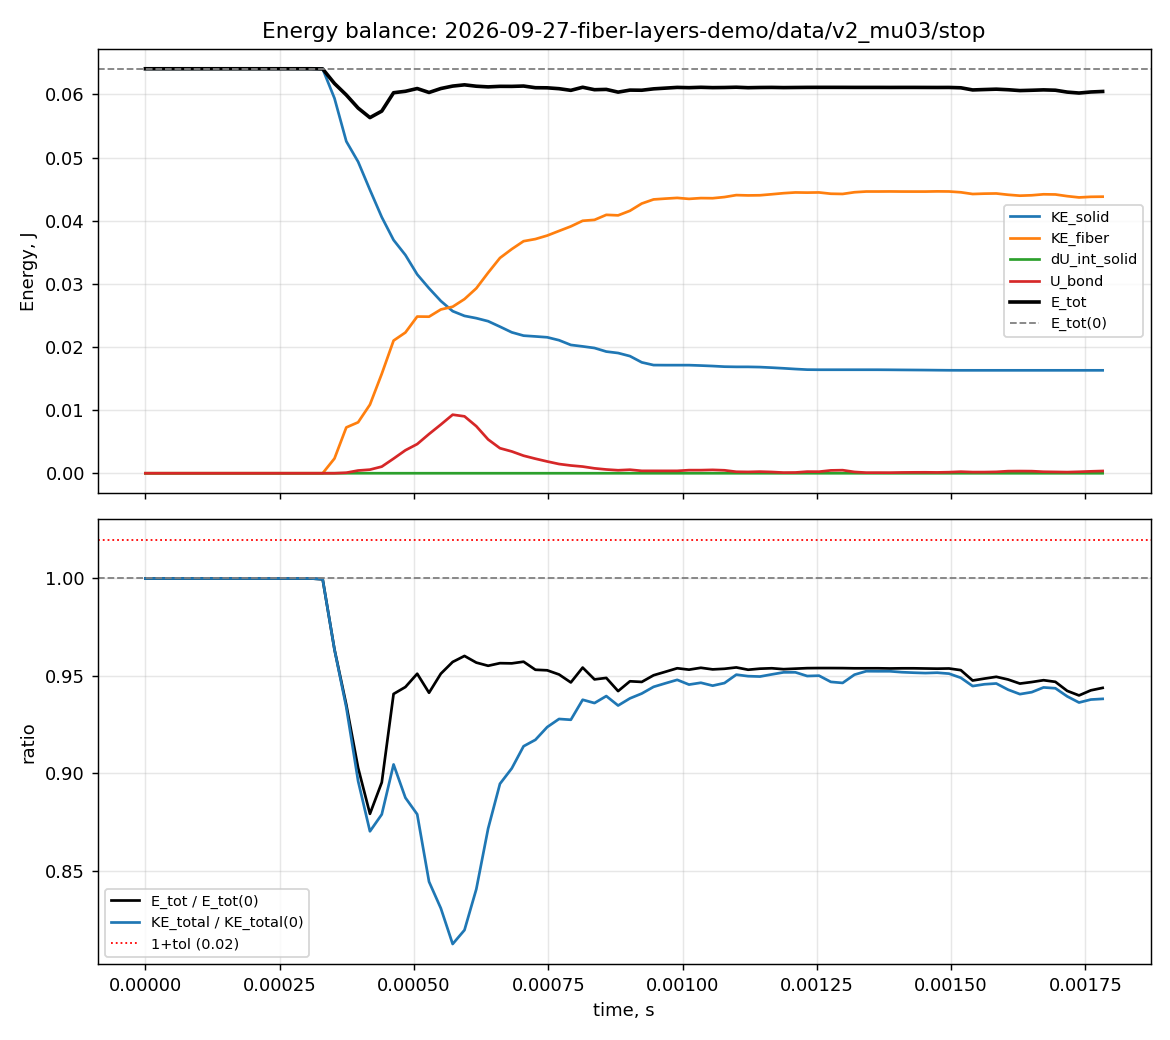 Energy balance: 2026-09-27-fiber-layers-demo/data/v2_mu03/stop
Energy, J
0.06
0.05
0.04
0.03
0.02
0.01
0.00
KE_solid
KE_fiber
dU_int_solid
U_bond
E_tot
E_tot(0)
ratio
1.00
0.95
0.90
0.85
E_tot / E_tot(0)
KE_total / KE_total(0)
1+tol (0.02)
0.00000 0.00025 0.00050 0.00075 0.00100 0.00125 0.00150 0.00175
time, s